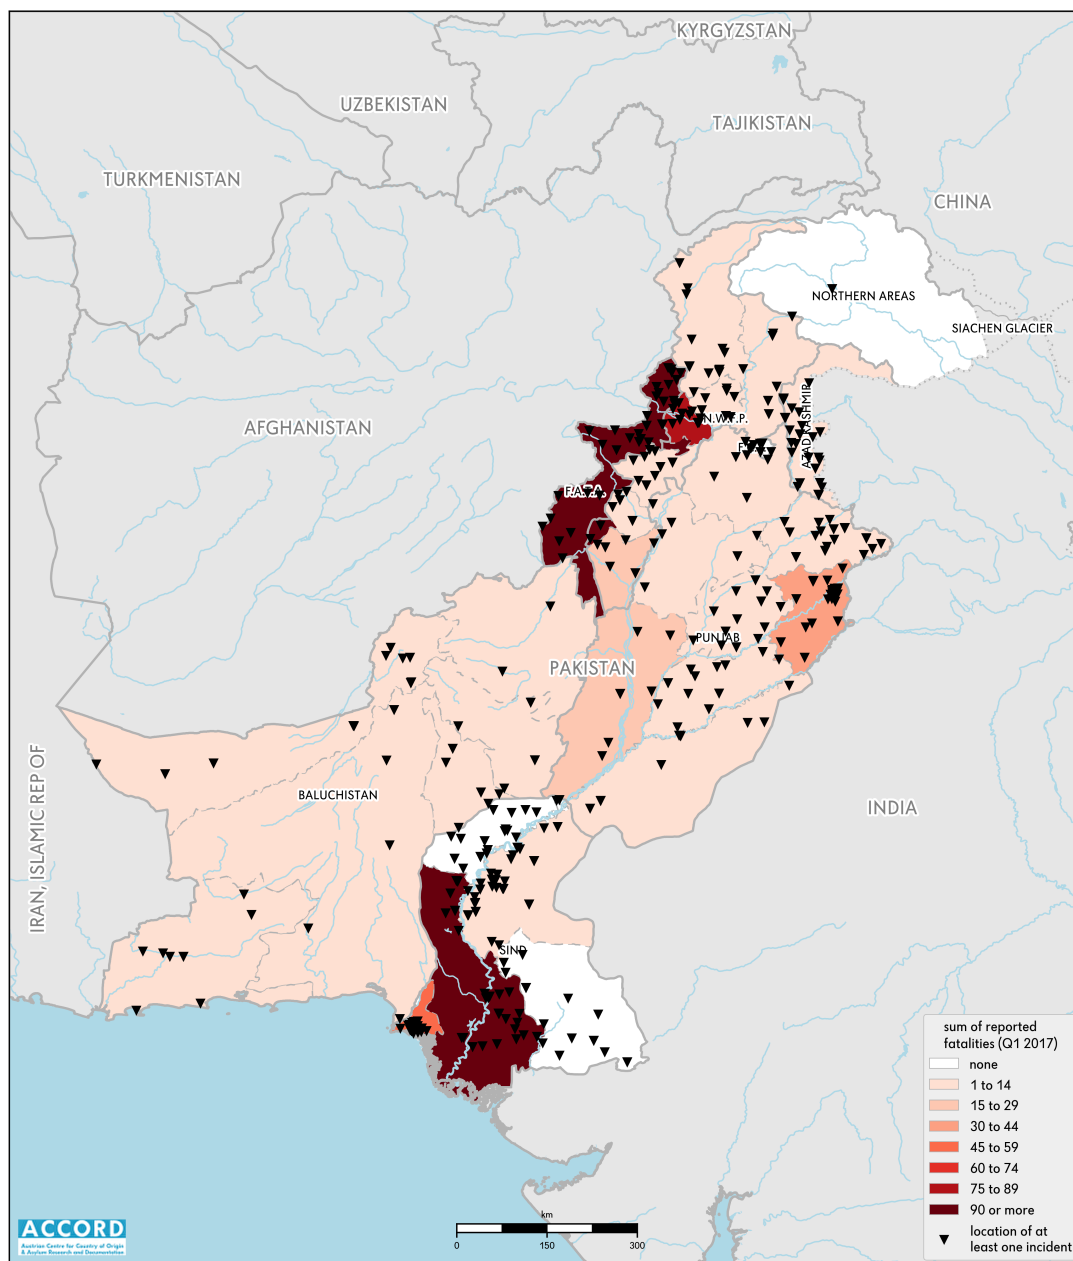 KYRGYZSTAN
UZBEKISTAN
TAJIKISTAN
TURKMENISTAN
CHINA
NORTHERN AREAS
SIACHEN GLACIER
N.W.F.P.
AZAD KASHMIR
AFGHANISTAN
F.A.T.A.
PUNJAB
PAKISTAN
IRAN, ISLAMIC REP OF
BALUCHISTAN
INDIA
SIND
sum of reported
fatalities (Q1 2017)
none
1 to 14
15 to 29
30 to 44
45 to 59
60 to 74
75 to 89
90 or more
location of at
least one incident
km
0 150 300
ACCORD
Austrian Centre for Country of Origin
& Asylum Research and Documentation